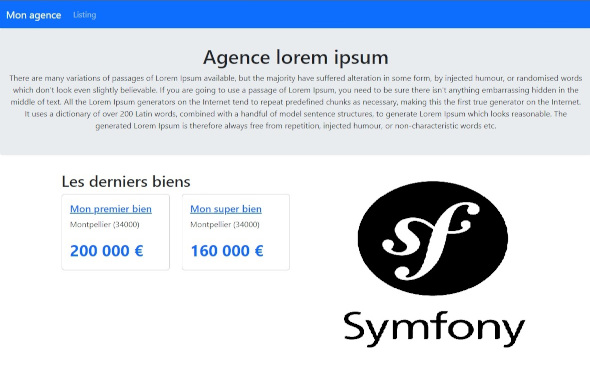 Mon agence Listing
Agence lorem ipsum
There are many variations of passages of Lorem Ipsum available, but the majority have suffered alteration in some form, by injected humour, or randomised words
which don't look even slightly believable. If you are going to use a passage of Lorem Ipsum, you need to be sure there isn't anything embarrassing hidden in the
middle of text. All the Lorem Ipsum generators on the Internet tend to repeat predefined chunks as necessary, making this the first true generator on the Internet.
It uses a dictionary of over 200 Latin words, combined with a handful of model sentence structures, to generate Lorem Ipsum which looks reasonable. The
generated Lorem Ipsum is therefore always free from repetition, injected humour, or non-characteristic words etc.
Les derniers biens
Mon premier bien
Montpellier (34000)
200 000 €
Mon super bien
Montpellier (34000)
160 000 €
sf
Symfony